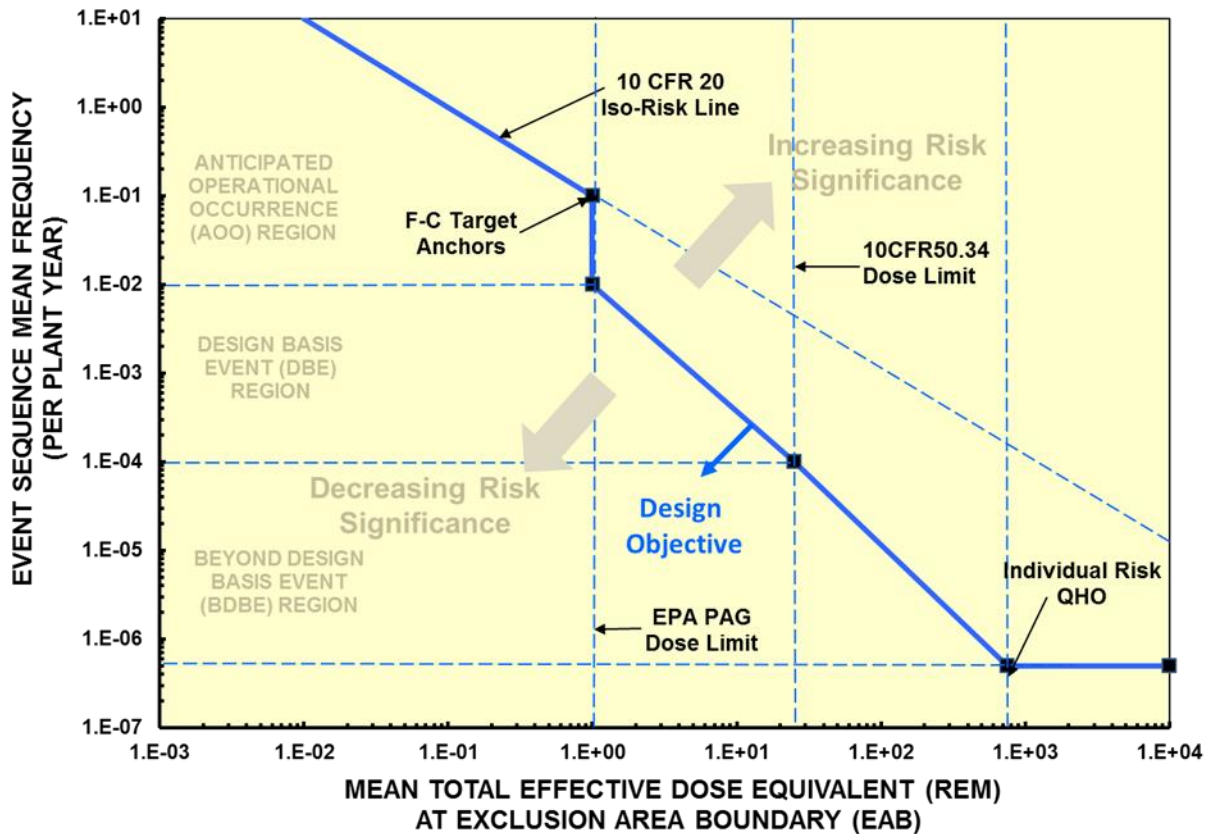 EVENT SEQUENCE MEAN FREQUENCY
(PER PLANT YEAR)
1.E+01
1.E+00
1.E-01
1.E-02
1.E-03
1.E-04
1.E-05
1.E-06
1.E-07
10 CFR 20
Iso-Risk Line
Increasing Risk
Significance
ANTICIPATED
OPERATIONAL
OCCURRENCE
(AOO) REGION
F-C Target
Anchors
10CFR50.34
Dose Limit
DESIGN BASIS
EVENT (DBE)
REGION
Decreasing Risk
Significance
Design
Objective
BEYOND DESIGN
BASIS EVENT
(BDBE) REGION
Individual Risk
QHO
EPA PAG
Dose Limit
1.E-03
1.E-02
1.E-01
1.E+00
1.E+01
1.E+02
1.E+03
1.E+04
MEAN TOTAL EFFECTIVE DOSE EQUIVALENT (REM)
AT EXCLUSION AREA BOUNDARY (EAB)